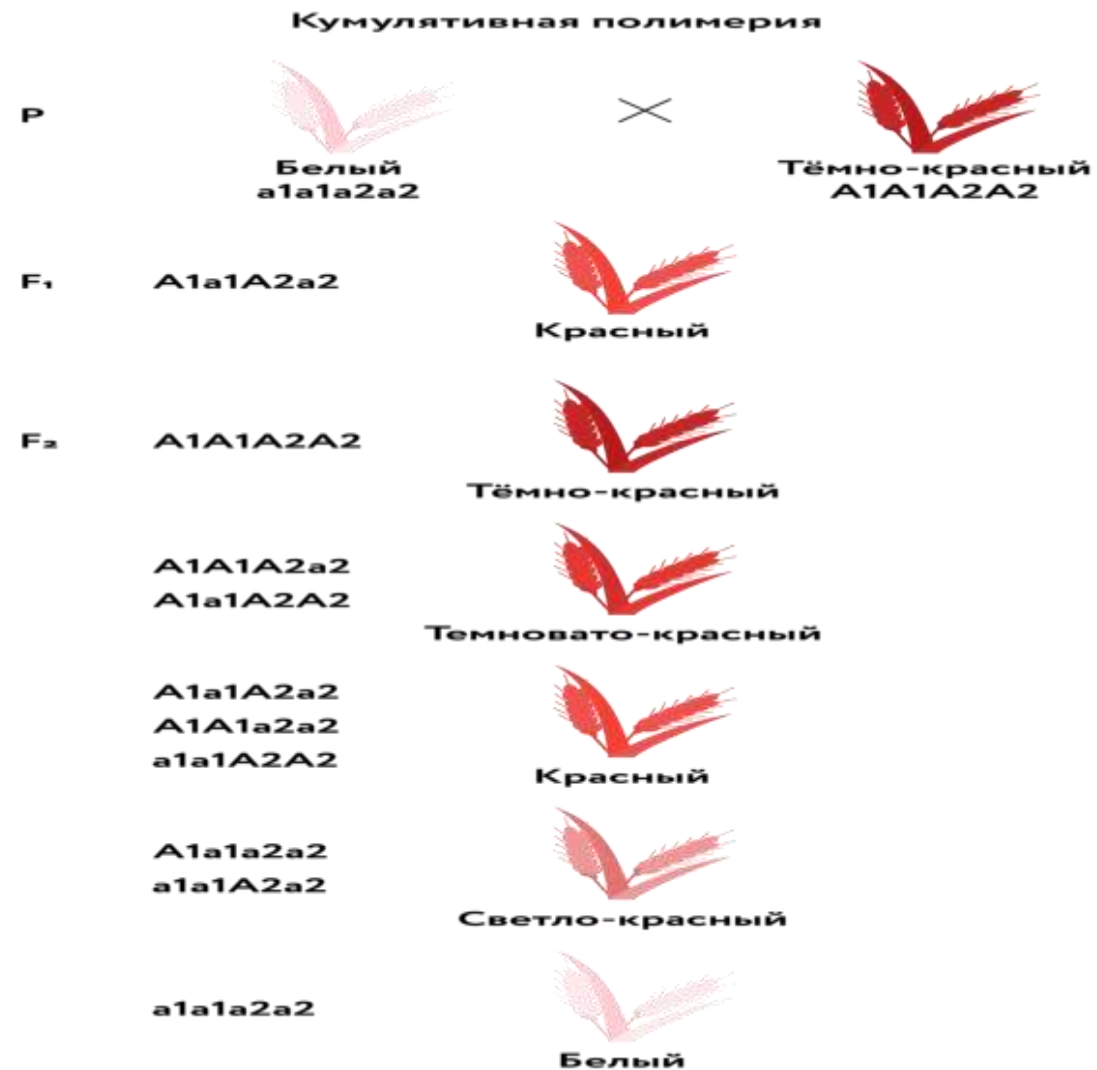 Кумулятивная полимерия
P
Белый
a1a1a2a2
Тёмно-красный
A1A1A2A2
F₁ A1a1A2a2
Красный
F₂ A1A1A2A2
Тёмно-красный
A1A1A2a2
A1a1A2A2
Темновато-красный
A1a1A2a2
A1A1a2a2
a1a1A2A2
Красный
A1a1a2a2
a1a1A2a2
Светло-красный
a1a1a2a2
Белый